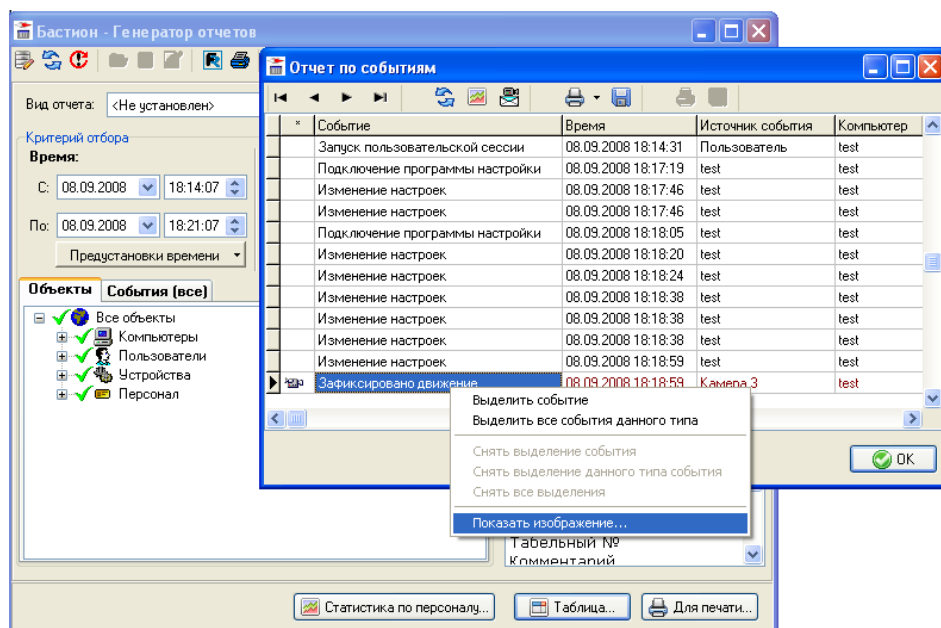 Бастион - Генератор отчетов
Отчет по событиям
Вид отчета: <Не установлен>
Критерий отбора
Время:
С: 08.09.2008 18:14:07
По: 08.09.2008 18:21:07
Предустановки времени
Объекты События (все)
Все объекты
Компьютеры
Пользователи
Устройства
Персонал
* Событие Время Источник события Компьютер
Запуск пользовательской сессии 08.09.2008 18:14:31 Пользователь test
Подключение программы настройки 08.09.2008 18:17:19 test test
Изменение настроек 08.09.2008 18:17:46 test test
Изменение настроек 08.09.2008 18:17:46 test test
Подключение программы настройки 08.09.2008 18:18:05 test test
Изменение настроек 08.09.2008 18:18:20 test test
Изменение настроек 08.09.2008 18:18:24 test test
Изменение настроек 08.09.2008 18:18:38 test test
Изменение настроек 08.09.2008 18:18:38 test test
Изменение настроек 08.09.2008 18:18:38 test test
Изменение настроек 08.09.2008 18:18:59 test test
Зафиксировано движение 08.09.2008 18:18:59 Камера 3 test
Выделить событие
Выделить все события данного типа
Снять выделение события
Снять выделение данного типа события
Снять все выделения
Показать изображение...
OK
Табельный №
Комментарий
Статистика по персоналу... Таблица... Для печати...